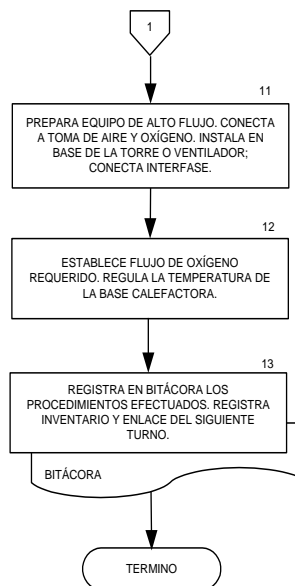 1
11
PREPARA EQUIPO DE ALTO FLUJO. CONECTA
A TOMA DE AIRE Y OXÍGENO. INSTALA EN
BASE DE LA TORRE O VENTILADOR;
CONECTA INTERFASE.
12
ESTABLECE FLUJO DE OXÍGENO
REQUERIDO. REGULA LA TEMPERATURA DE
LA BASE CALEFACTORA.
13
REGISTRA EN BITÁCORA LOS
PROCEDIMIENTOS EFECTUADOS. REGISTRA
INVENTARIO Y ENLACE DEL SIGUIENTE
TURNO.
BITÁCORA
TERMINO